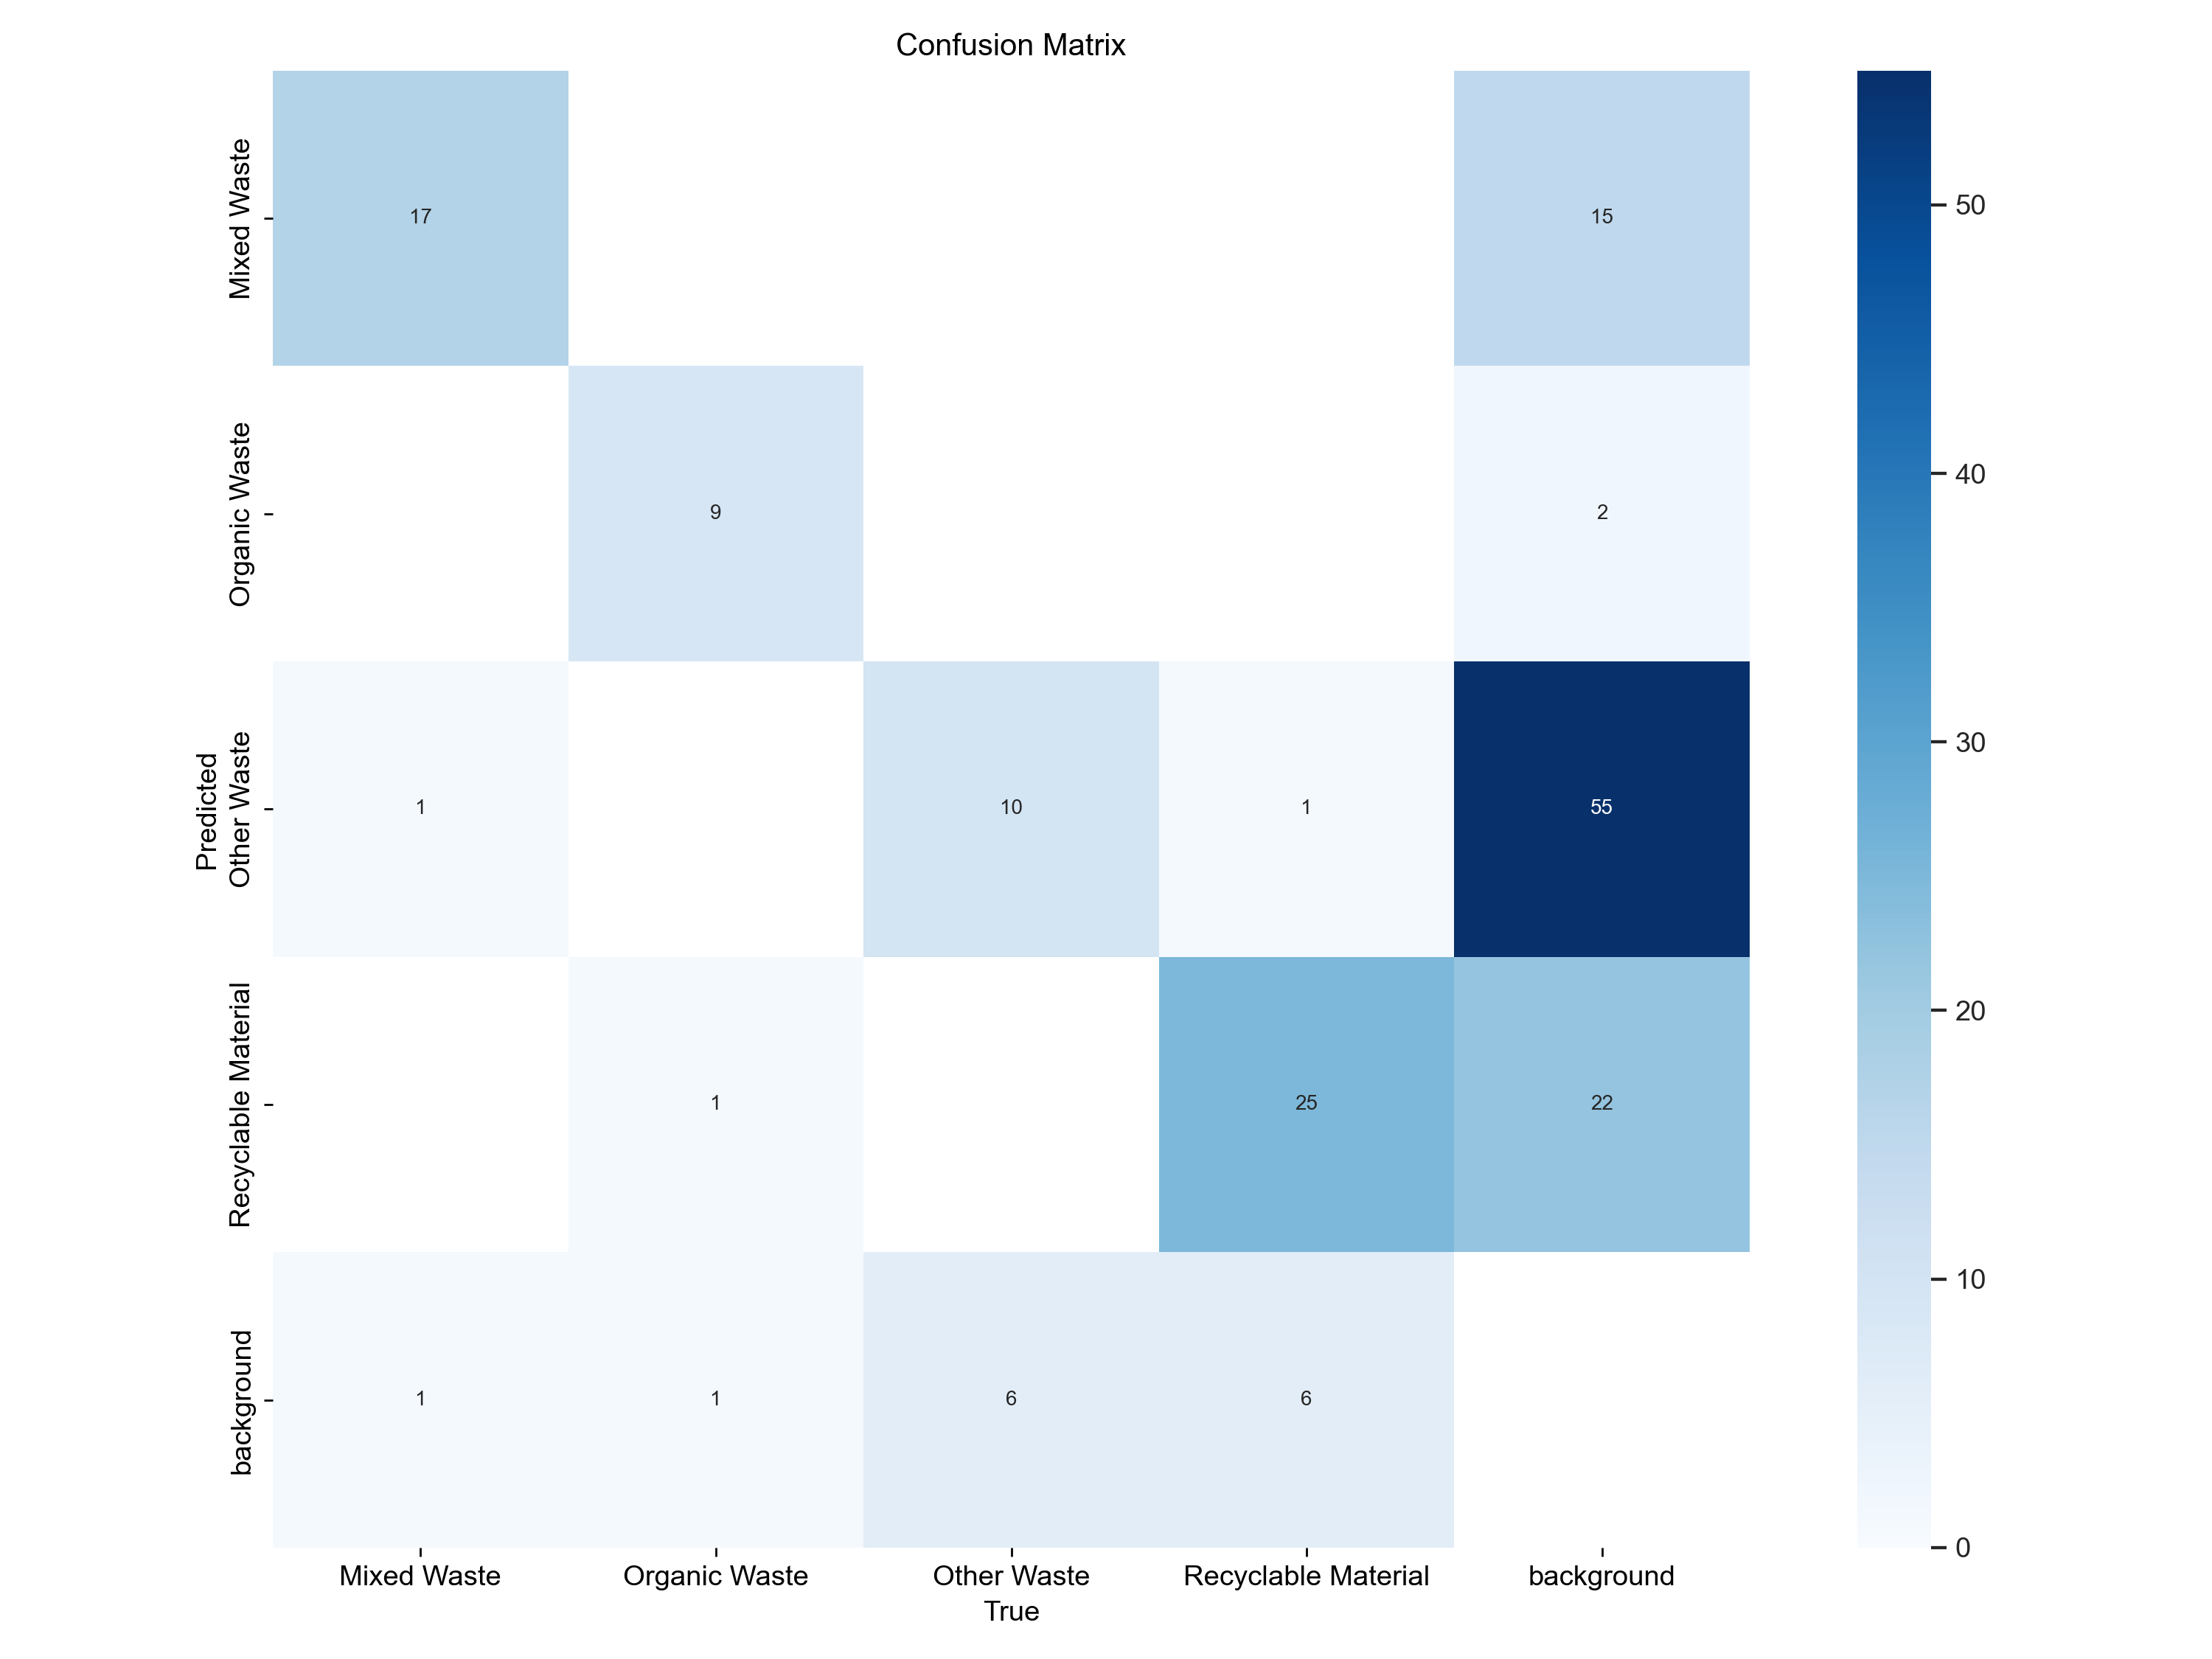 Confusion Matrix
Mixed Waste
17
15
50
Organic Waste
9
2
40
Predicted
Other Waste
1
10
1
55
30
Recyclable Material
1
25
22
20
background
1
1
6
6
10
0
Mixed Waste
Organic Waste
Other Waste
Recyclable Material
background
True